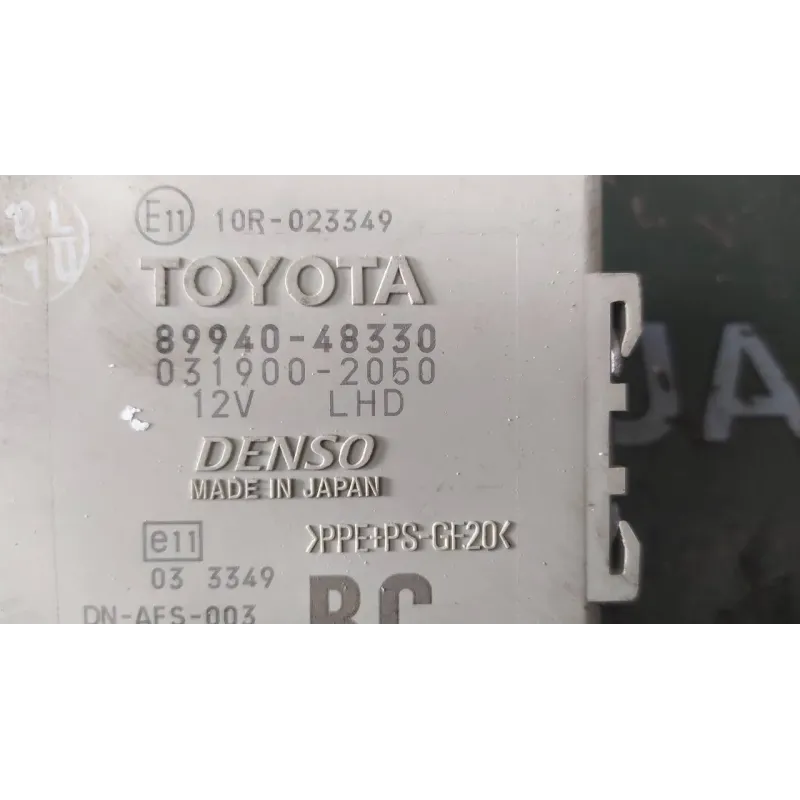 E11 10R-023349
TOYOTA
89940-48330
031900-2050
12V LHD
DENSO
MADE IN JAPAN
e11 >PPE+PS-GF20<
03 3349
DN-AFS-003